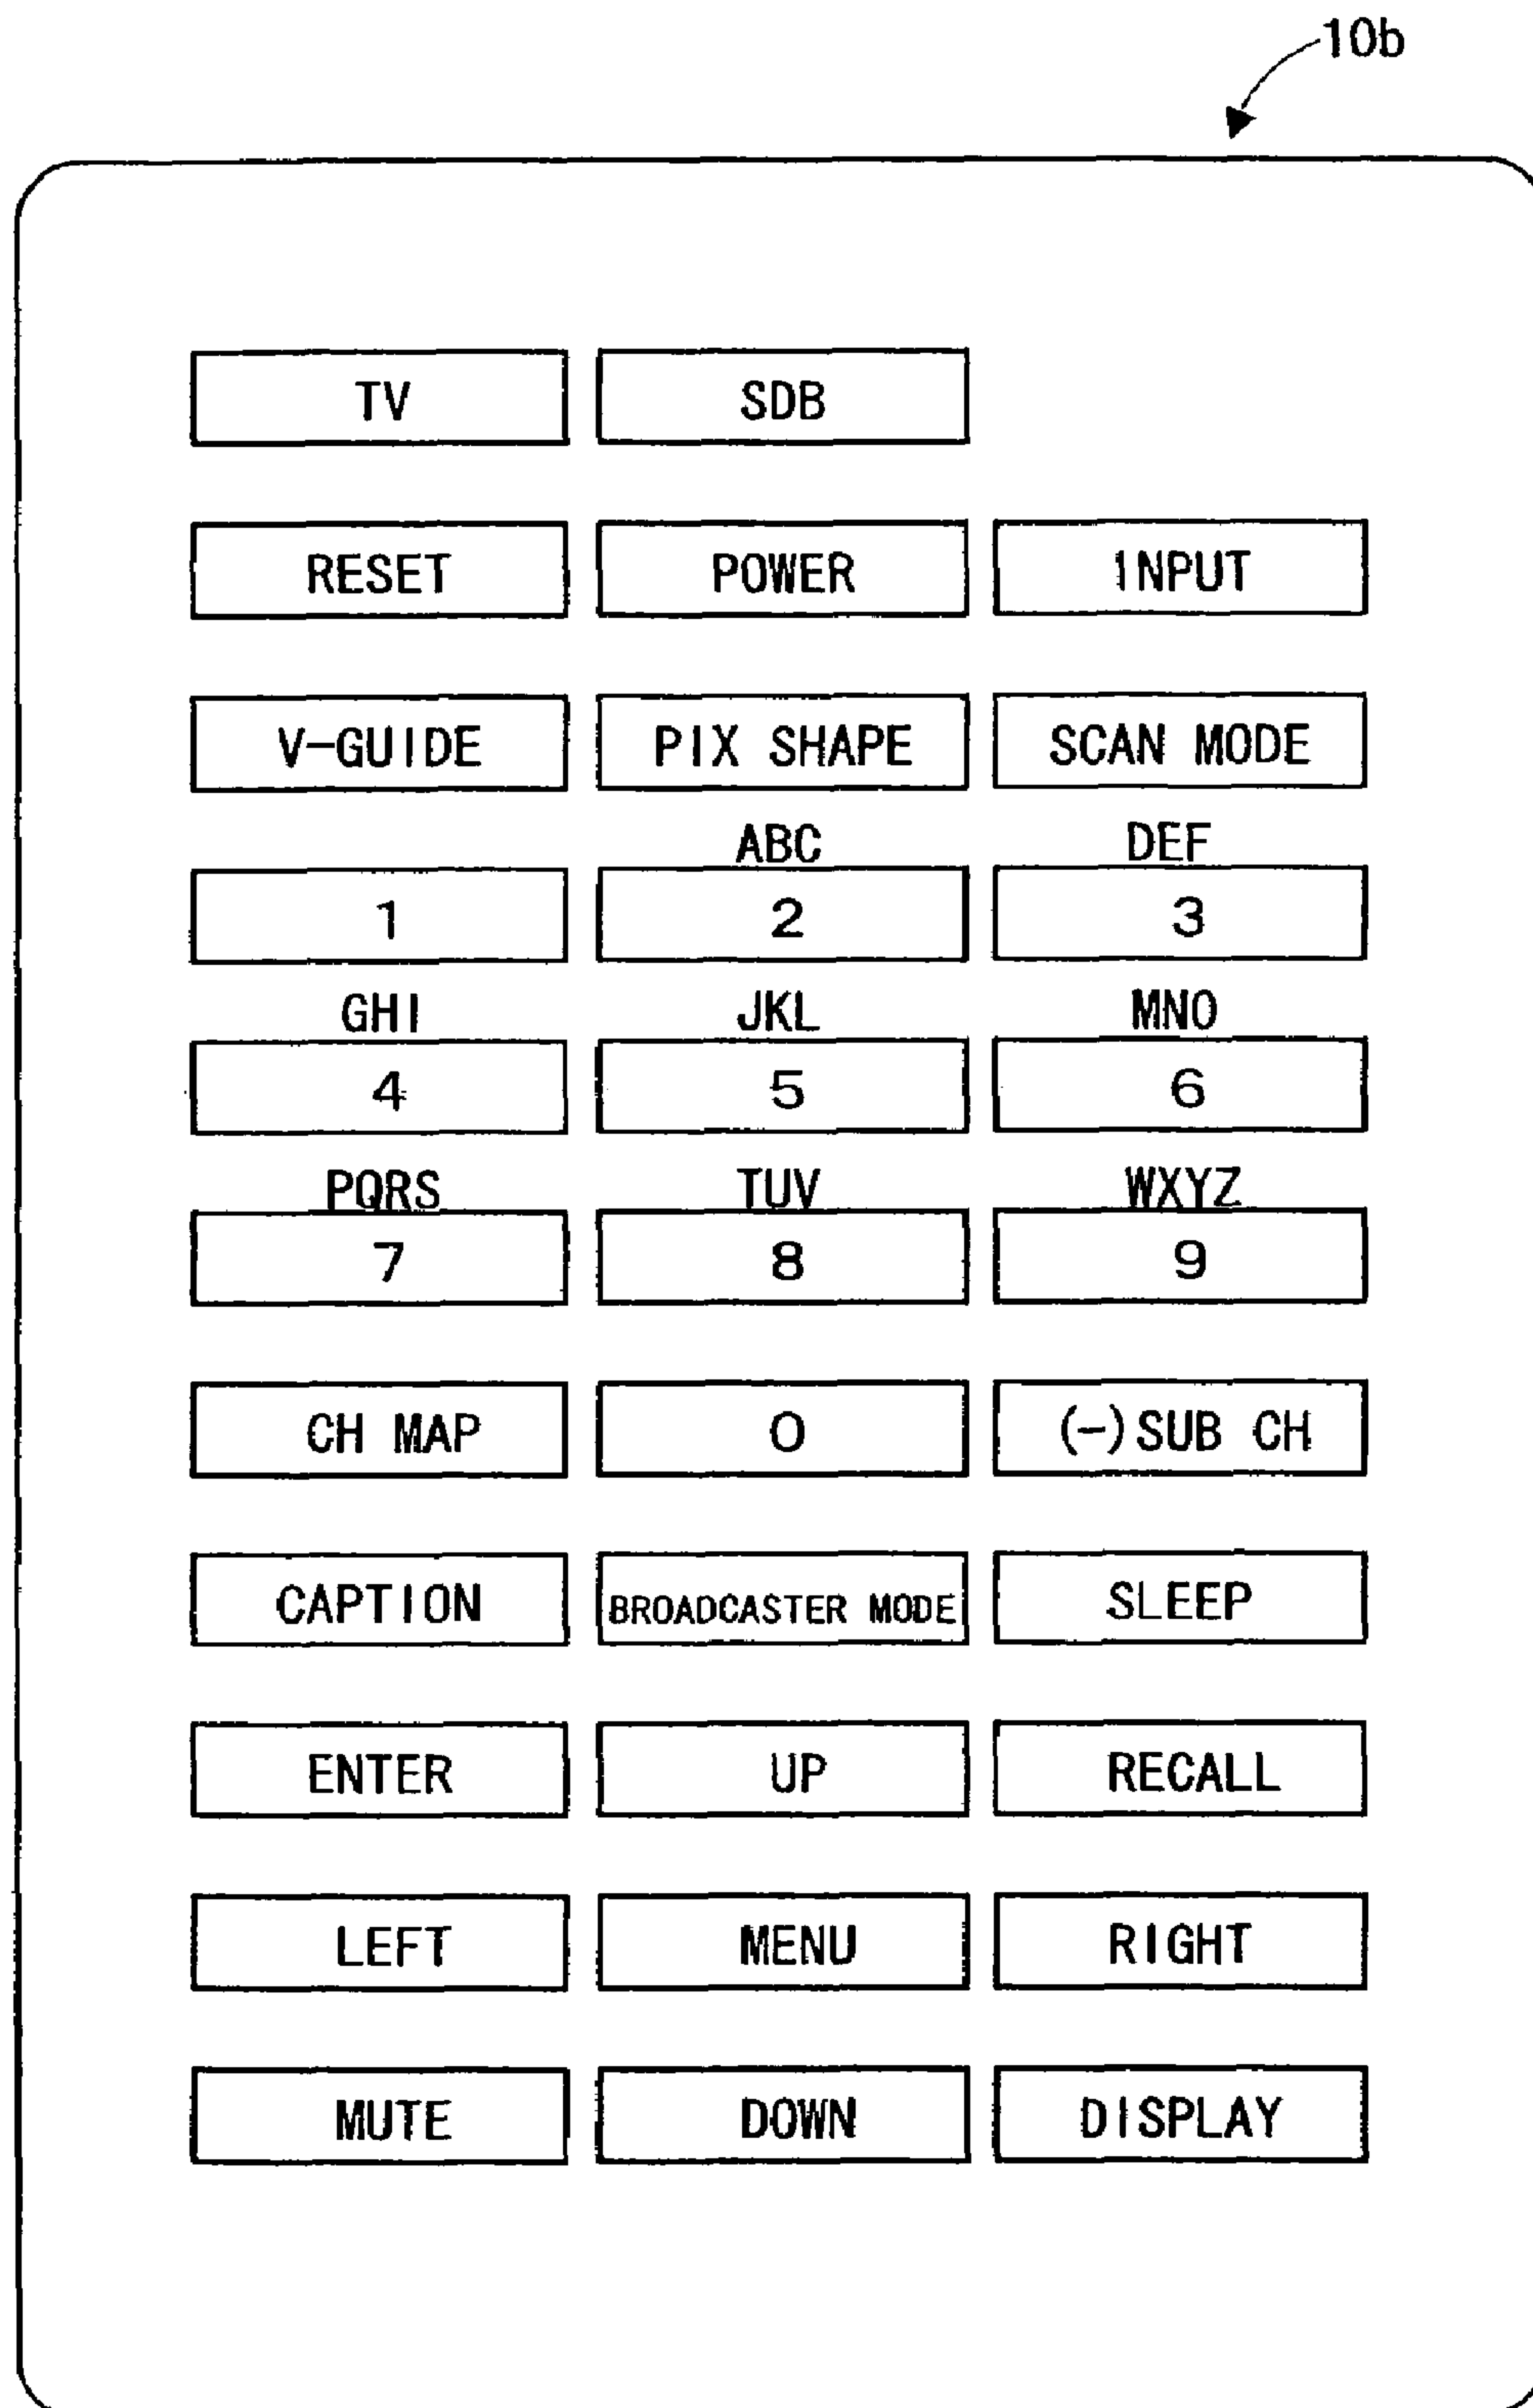 10b
TV SDB
RESET POWER INPUT
V-GUIDE PIX SHAPE SCAN MODE
ABC DEF
1 2 3
GHI JKL MNO
4 5 6
PQRS TUV WXYZ
7 8 9
CH MAP 0 (-)SUB CH
CAPTION BROADCASTER MODE SLEEP
ENTER UP RECALL
LEFT MENU RIGHT
MUTE DOWN DISPLAY